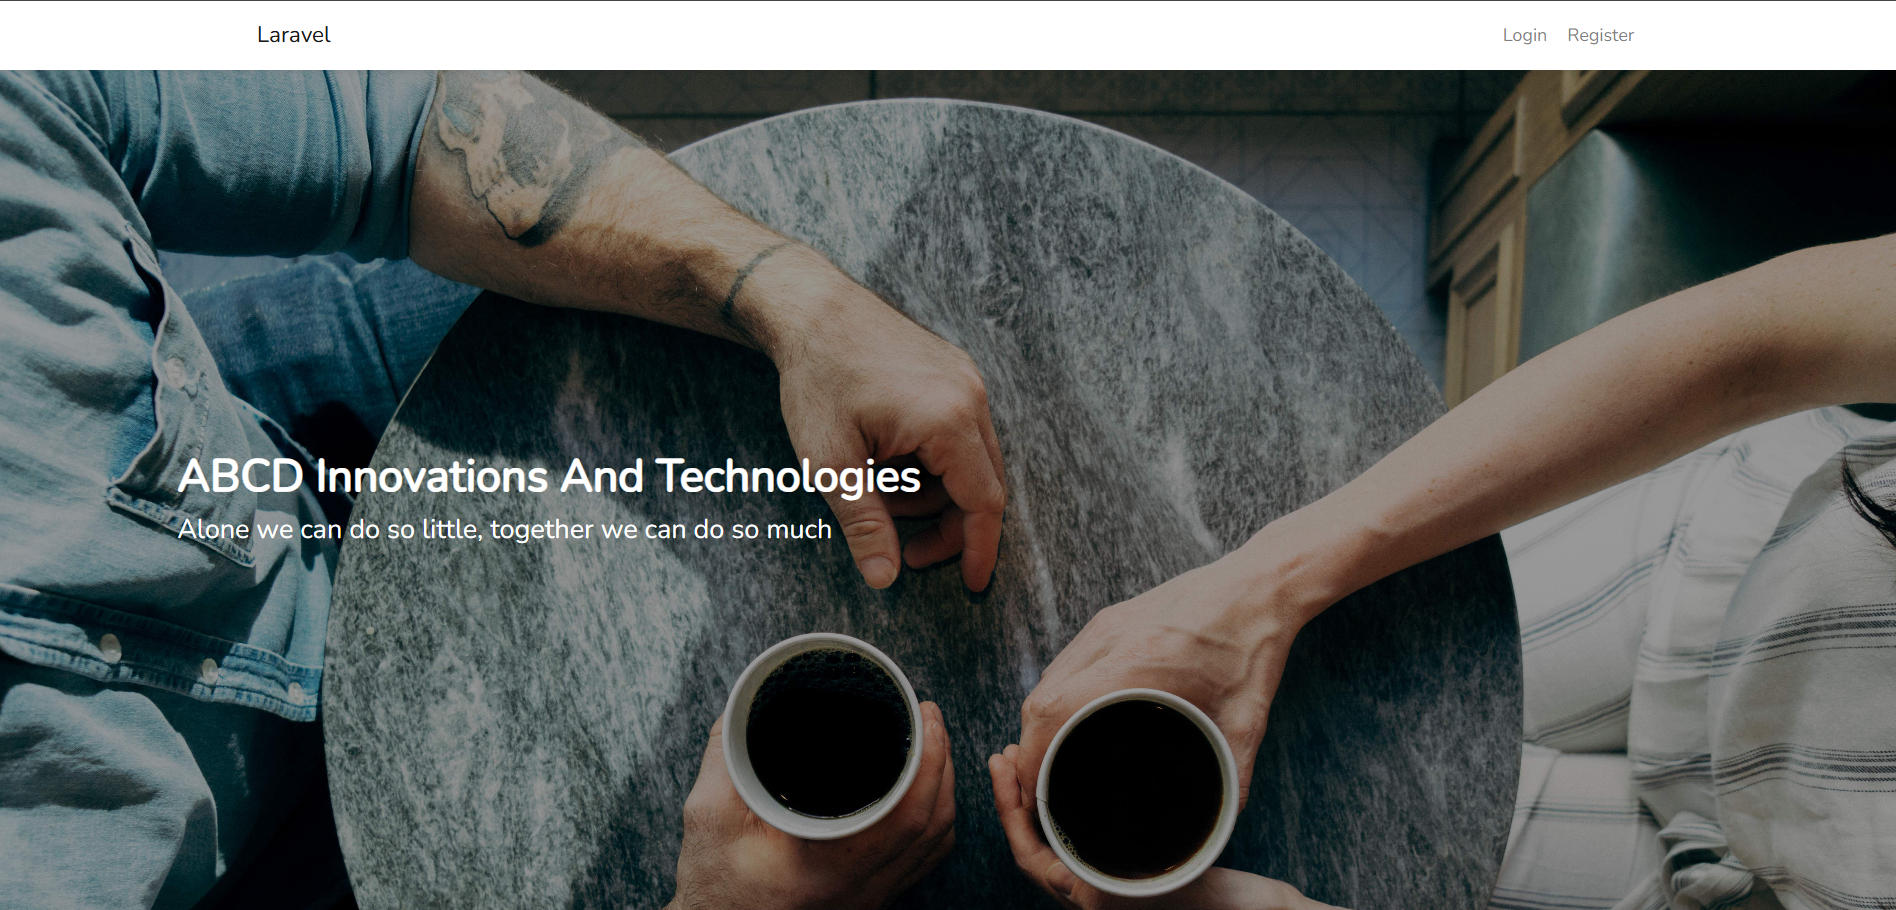 Laravel
Login Register
ABCD Innovations And Technologies
Alone we can do so little, together we can do so much